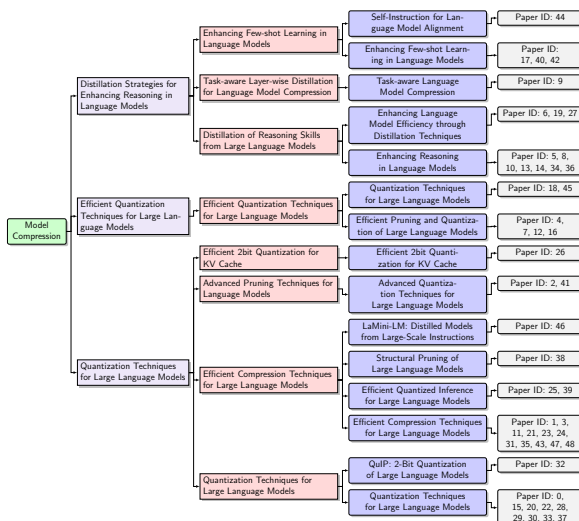 Model
Compression
Distillation Strategies for
Enhancing Reasoning in
Language Models
Enhancing Few-shot Learning in
Language Models
Self-Instruction for Lan-
guage Model Alignment
Paper ID: 44
Enhancing Few-shot Learn-
ing in Language Models
Paper ID:
17, 40, 42
Task-aware Layer-wise Distillation
for Language Model Compression
Task-aware Language
Model Compression
Paper ID: 9
Distillation of Reasoning Skills
from Large Language Models
Enhancing Language
Model Efficiency through
Distillation Techniques
Paper ID: 6, 19, 27
Enhancing Reasoning
in Language Models
Paper ID: 5, 8,
10, 13, 14, 34, 36
Efficient Quantization
Techniques for Large Lan-
guage Models
Efficient Quantization Techniques for
Large Language Models
Quantization Techniques
for Large Language Models
Paper ID: 18, 45
Efficient Pruning and Quantiza-
tion of Large Language Models
Paper ID: 4,
7, 12, 16
Quantization Techniques
for Large Language Models
Efficient 2bit Quantization for
KV Cache
Efficient 2bit Quanti-
zation for KV Cache
Paper ID: 26
Advanced Pruning Techniques for
Language Models
Advanced Quantiza-
tion Techniques for
Large Language Models
Paper ID: 2, 41
Efficient Compression Techniques
for Large Language Models
LaMini-LM: Distilled Models
from Large-Scale Instructions
Paper ID: 46
Structural Pruning of
Large Language Models
Paper ID: 38
Efficient Quantized Inference
for Language Models
Paper ID: 25, 39
Efficient Compression Techniques
for Large Language Models
Paper ID: 1, 3,
11, 21, 23, 24,
31, 35, 43, 47, 48
Quantization Techniques for
Large Language Models
QuIP: 2-Bit Quantization
of Large Language Models
Paper ID: 32
Quantization Techniques
for Large Language Models
Paper ID: 0,
15, 20, 22, 28,
29, 30, 33, 37